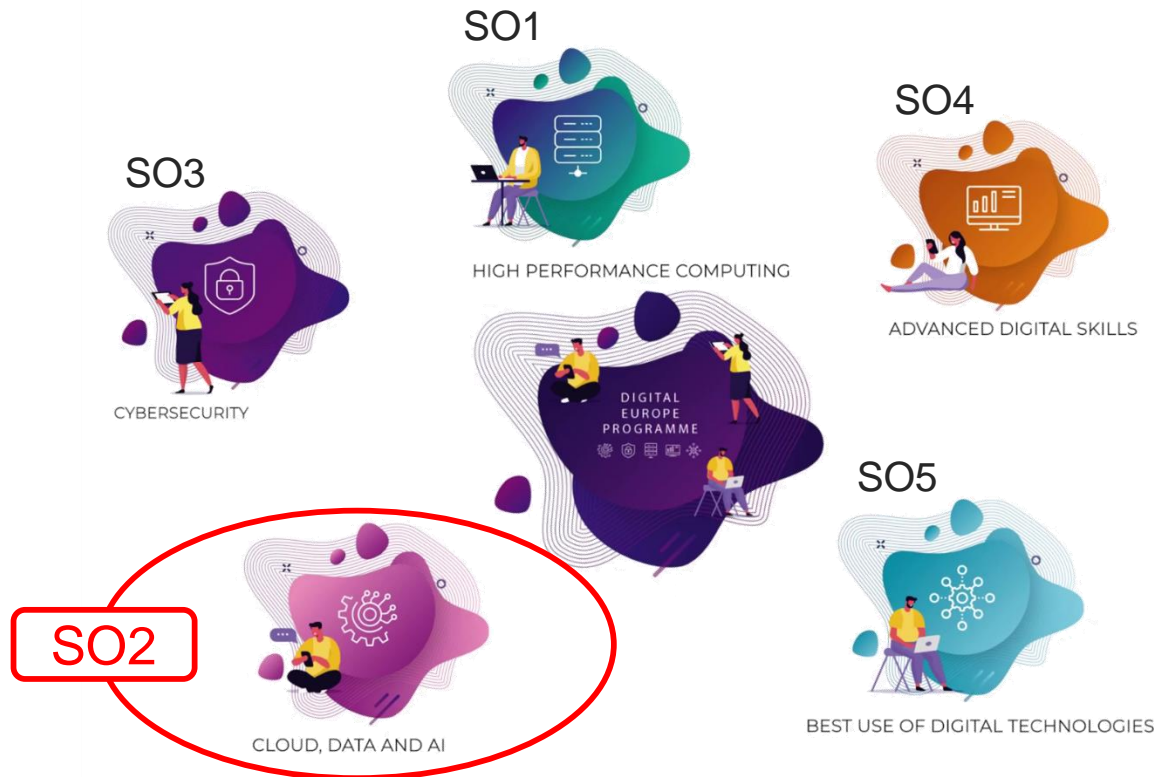 SO1
HIGH PERFORMANCE COMPUTING
SO4
ADVANCED DIGITAL SKILLS
SO3
CYBERSECURITY
DIGITAL
EUROPE
PROGRAMME
SO5
BEST USE OF DIGITAL TECHNOLOGIES
SO2
CLOUD, DATA AND AI